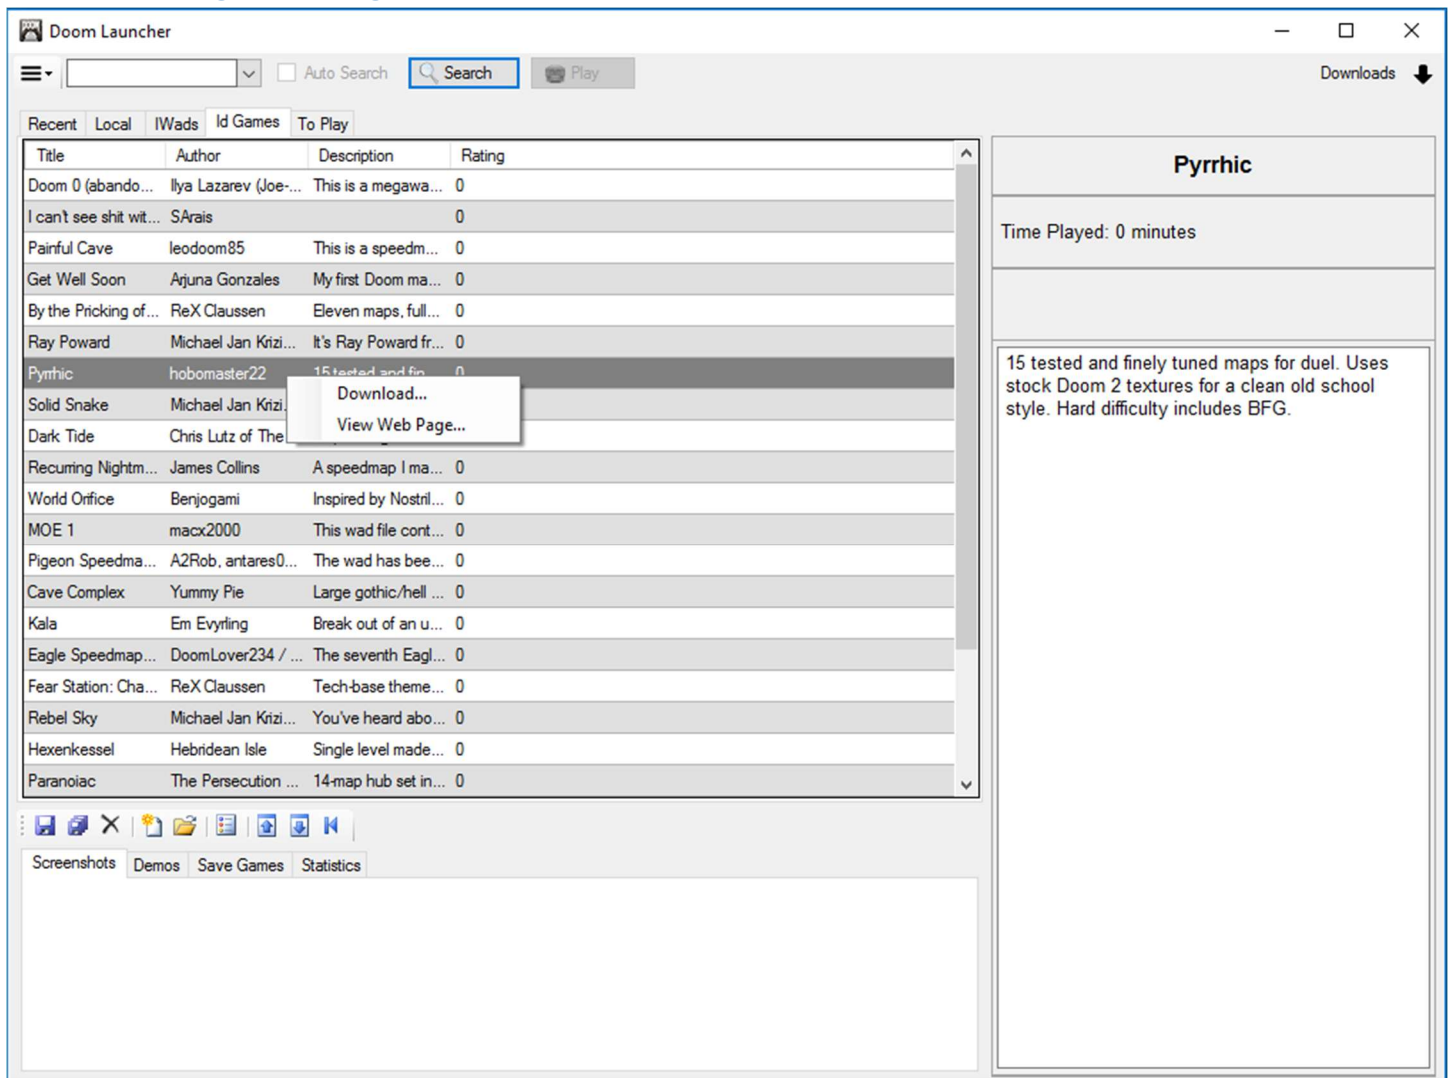 Doom Launcher
Auto Search Search Play Downloads
Recent Local IWads Id Games To Play
Title Author Description Rating
Doom 0 (abando... Ilya Lazarev (Joe-... This is a megawa... 0
I can't see shit wit... SArais 0
Painful Cave leodoom85 This is a speedm... 0
Get Well Soon Arjuna Gonzales My first Doom ma... 0
By the Pricking of... ReX Claussen Eleven maps, full... 0
Ray Poward Michael Jan Krizi... It's Ray Poward fr... 0
Pyrrhic hobomaster22 15 tested and fin... 0
Solid Snake Michael Jan Krizi.
Dark Tide Chris Lutz of The
Recurring Nightm... James Collins A speedmap I ma... 0
World Orifice Benjogami Inspired by Nostril... 0
MOE 1 macx2000 This wad file cont... 0
Pigeon Speedma... A2Rob, antares0... The wad has bee... 0
Cave Complex Yummy Pie Large gothic/hell ... 0
Kala Em Evyrling Break out of an u... 0
Eagle Speedmap... DoomLover234 / ... The seventh Eagl... 0
Fear Station: Cha... ReX Claussen Tech-base theme... 0
Rebel Sky Michael Jan Krizi... You've heard abo... 0
Hexenkessel Hebridean Isle Single level made... 0
Paranoiac The Persecution ... 14-map hub set in... 0
Download...
View Web Page...
Screenshots Demos Save Games Statistics
Pyrrhic
Time Played: 0 minutes
15 tested and finely tuned maps for duel. Uses
stock Doom 2 textures for a clean old school
style. Hard difficulty includes BFG.